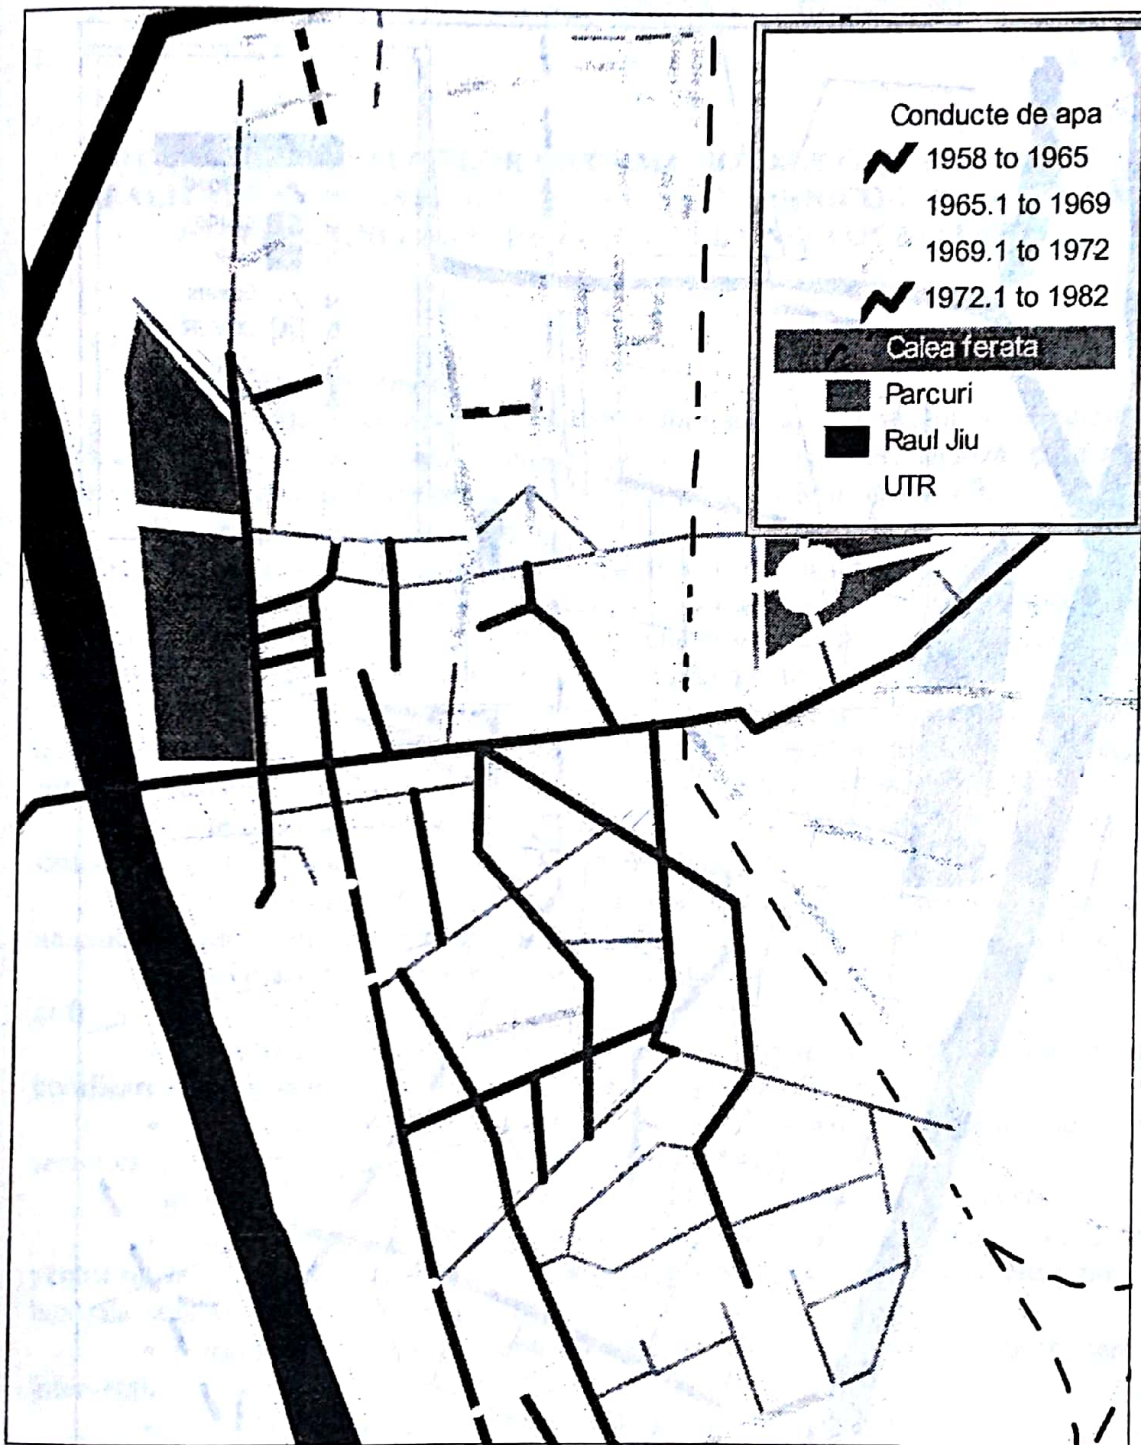 Conducte de apa
1958 to 1965
1965.1 to 1969
1969.1 to 1972
1972.1 to 1982
Calea ferata
Parcuri
Raul Jiu
UTR